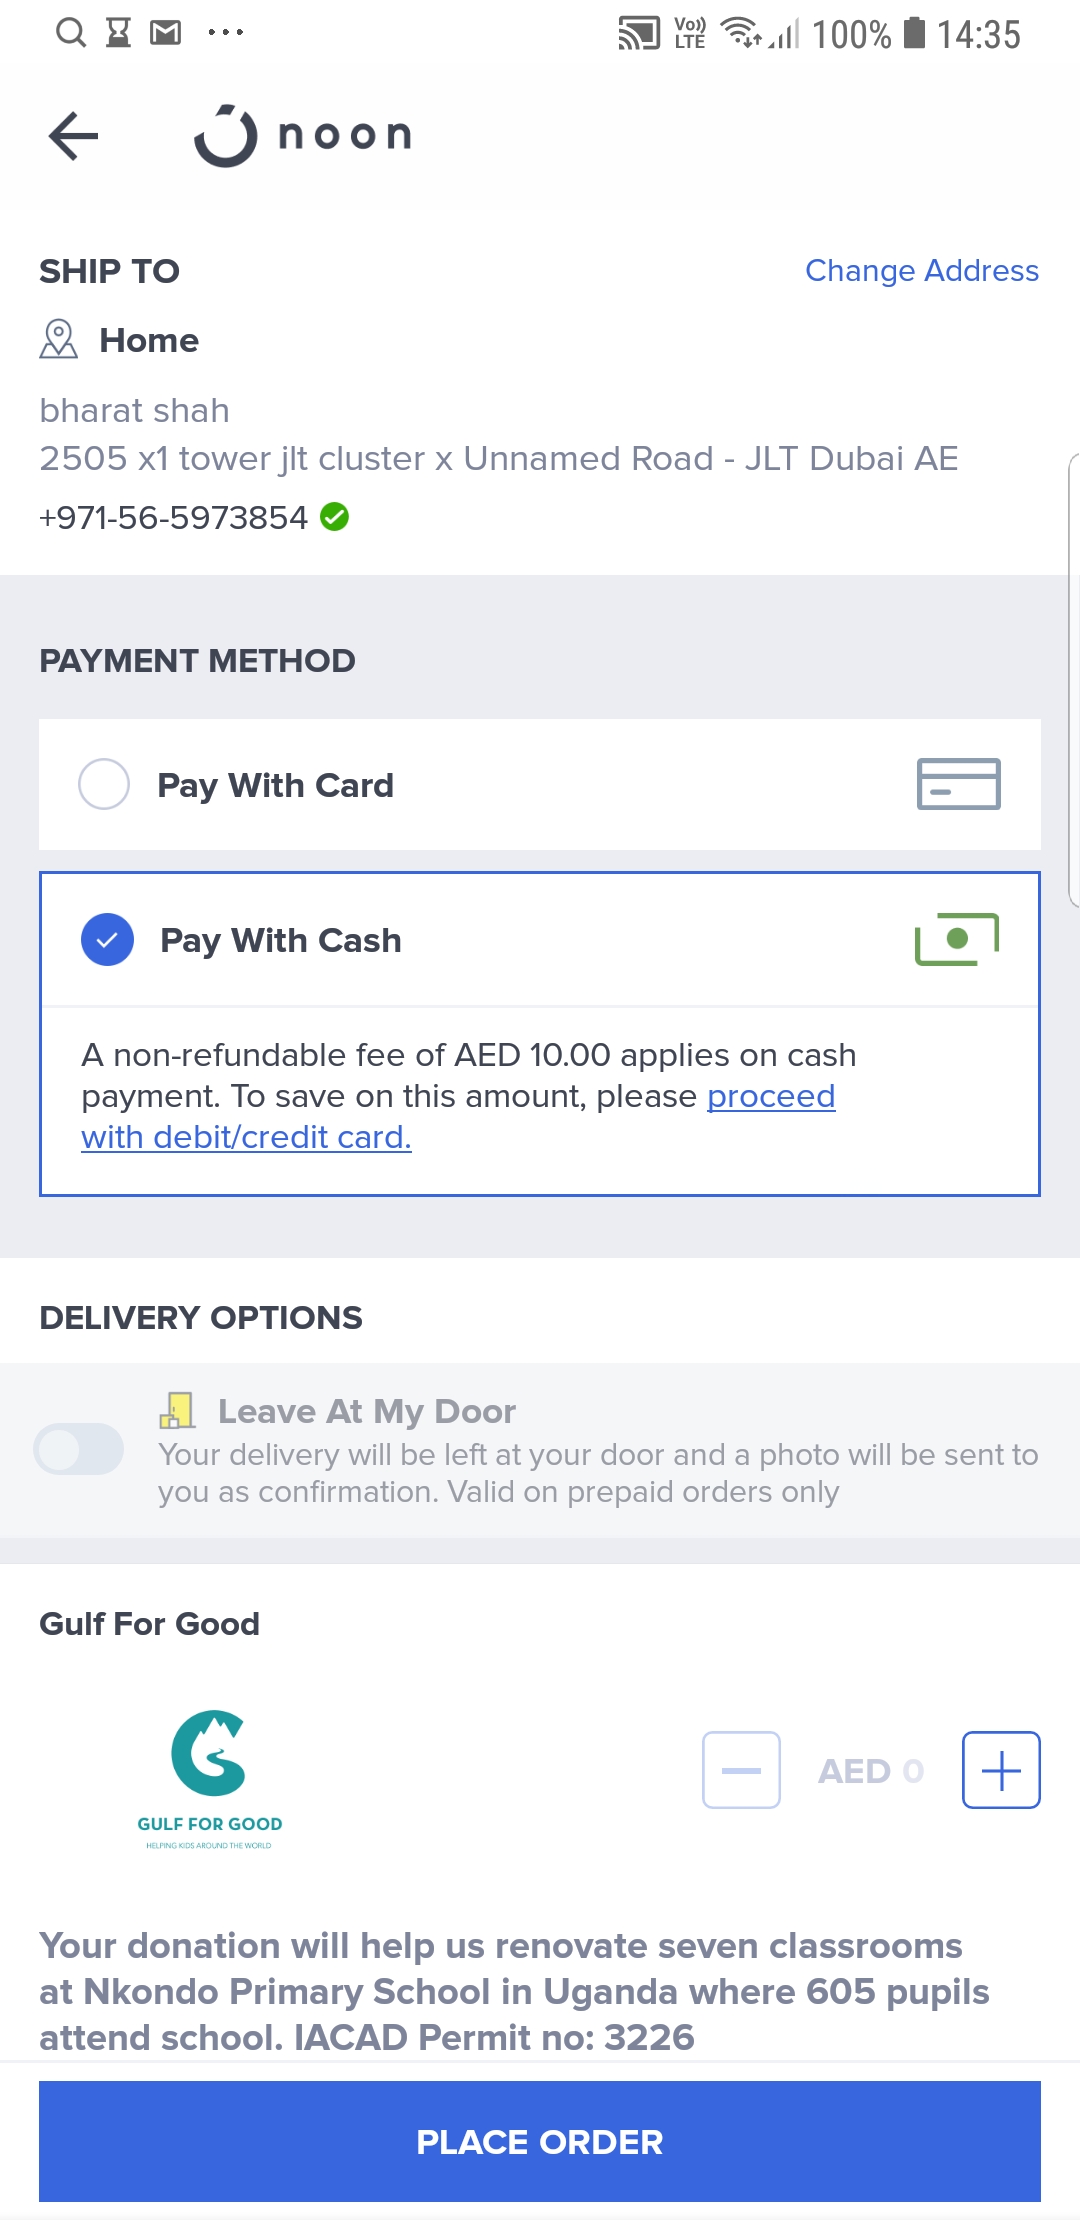 Vo)) LTE 100% 14:35
noon
SHIP TO Change Address
Home
bharat shah
2505 x1 tower jlt cluster x Unnamed Road - JLT Dubai AE
+971-56-5973854
PAYMENT METHOD
Pay With Card
Pay With Cash
A non-refundable fee of AED 10.00 applies on cash
payment. To save on this amount, please proceed
with debit/credit card.
DELIVERY OPTIONS
Leave At My Door
Your delivery will be left at your door and a photo will be sent to
you as confirmation. Valid on prepaid orders only
Gulf For Good
AED 0
GULF FOR GOOD
HELPING KIDS AROUND THE WORLD
Your donation will help us renovate seven classrooms
at Nkondo Primary School in Uganda where 605 pupils
attend school. IACAD Permit no: 3226
PLACE ORDER